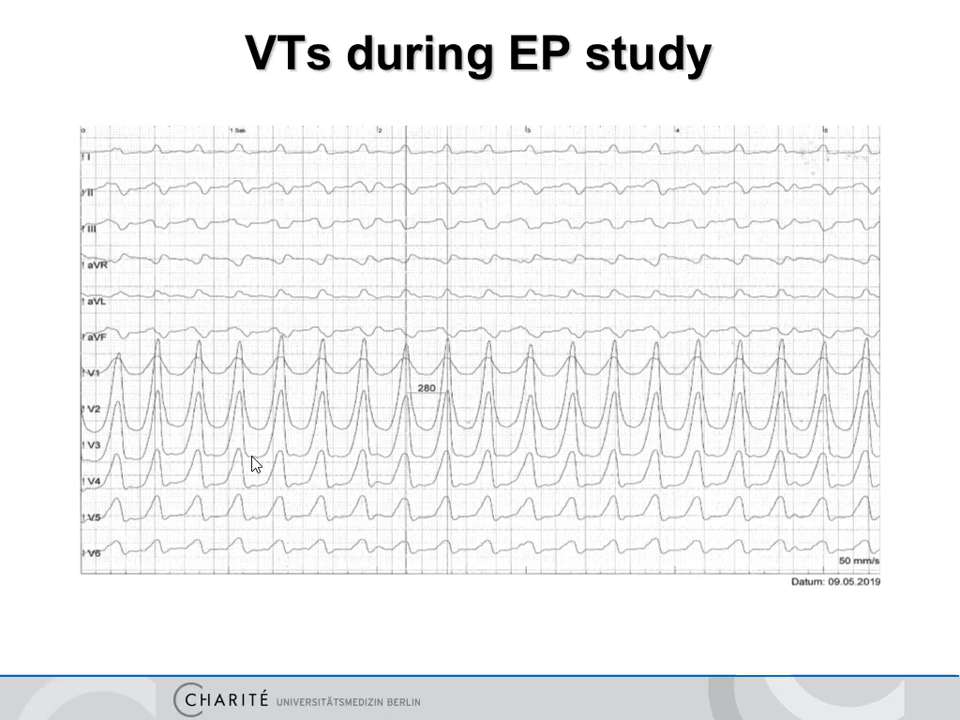 VTs during EP study
0 1 Sek. 2 3 4 5
I
II
III
aVR
aVL
aVF
V1
280
V2
V3
V4
V5
V6
50 mm/s
Datum: 09.05.2019
CHARITÉ UNIVERSITÄTSMEDIZIN BERLIN